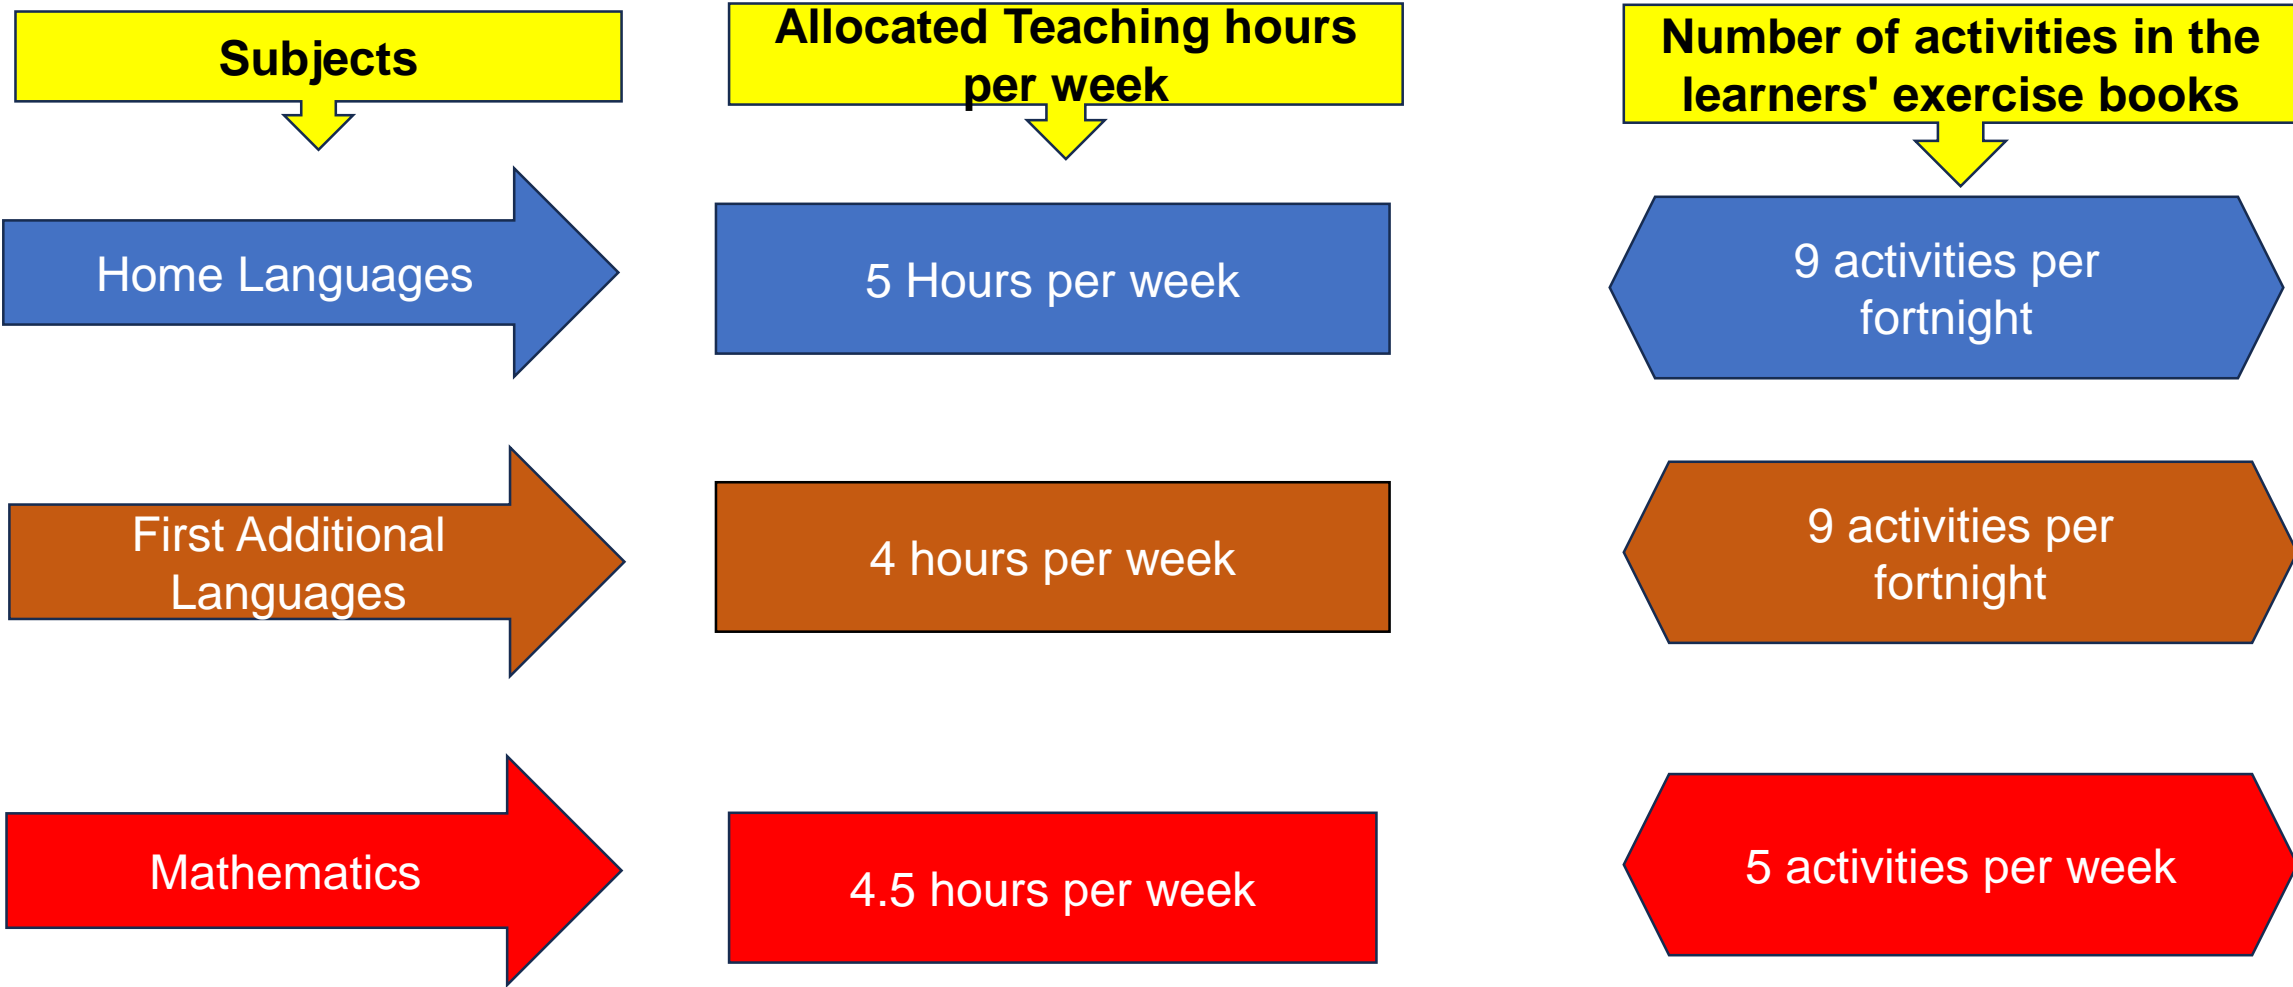 Subjects
Allocated Teaching hours
per week
Number of activities in the
learners' exercise books
Home Languages
5 Hours per week
9 activities per
fortnight
First Additional
Languages
4 hours per week
9 activities per
fortnight
Mathematics
4.5 hours per week
5 activities per week